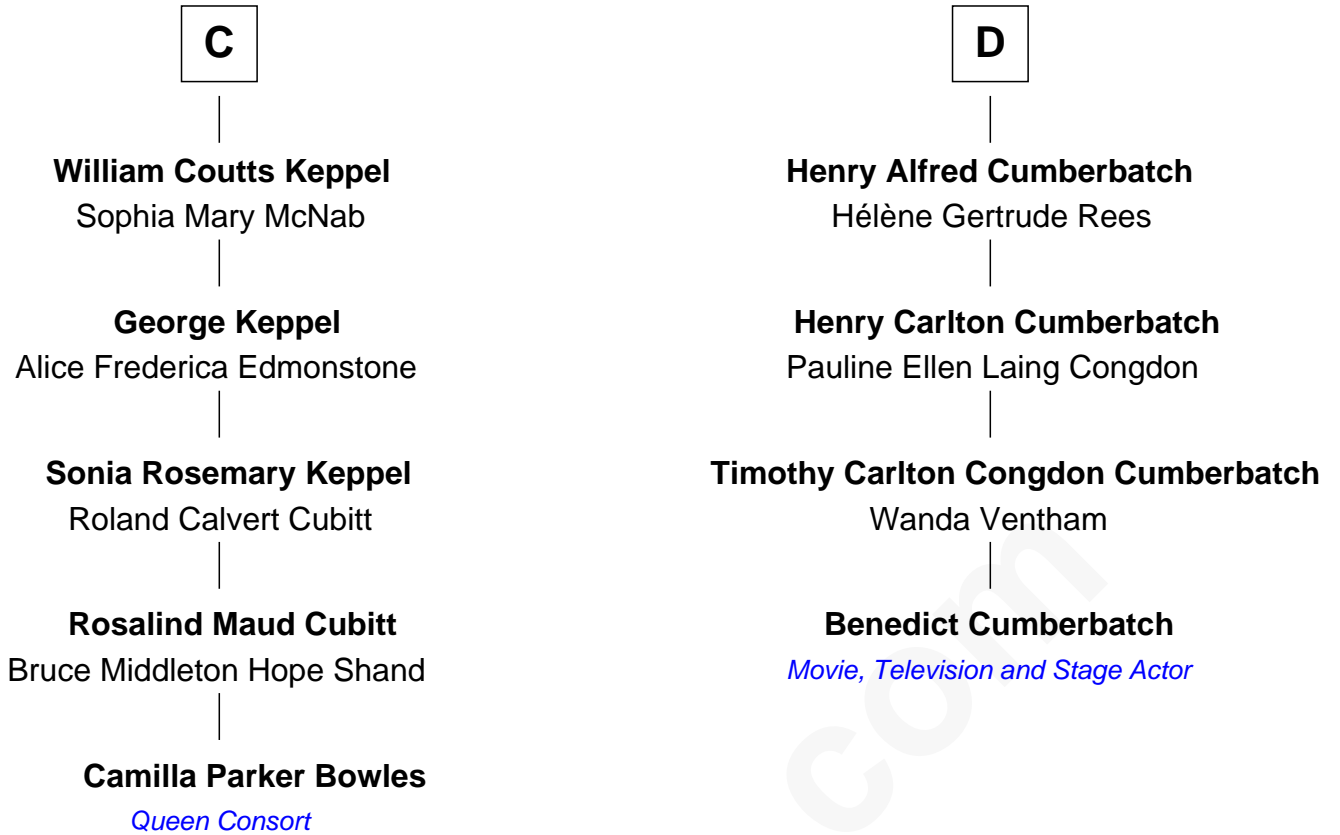 C
William Coutts Keppel
Sophia Mary McNab
George Keppel
Alice Frederica Edmonstone
Sonia Rosemary Keppel
Roland Calvert Cubitt
Rosalind Maud Cubitt
Bruce Middleton Hope Shand
Camilla Parker Bowles
Queen Consort
D
Henry Alfred Cumberbatch
Hélène Gertrude Rees
Henry Carlton Cumberbatch
Pauline Ellen Laing Congdon
Timothy Carlton Congdon Cumberbatch
Wanda Ventham
Benedict Cumberbatch
Movie, Television and Stage Actor
com